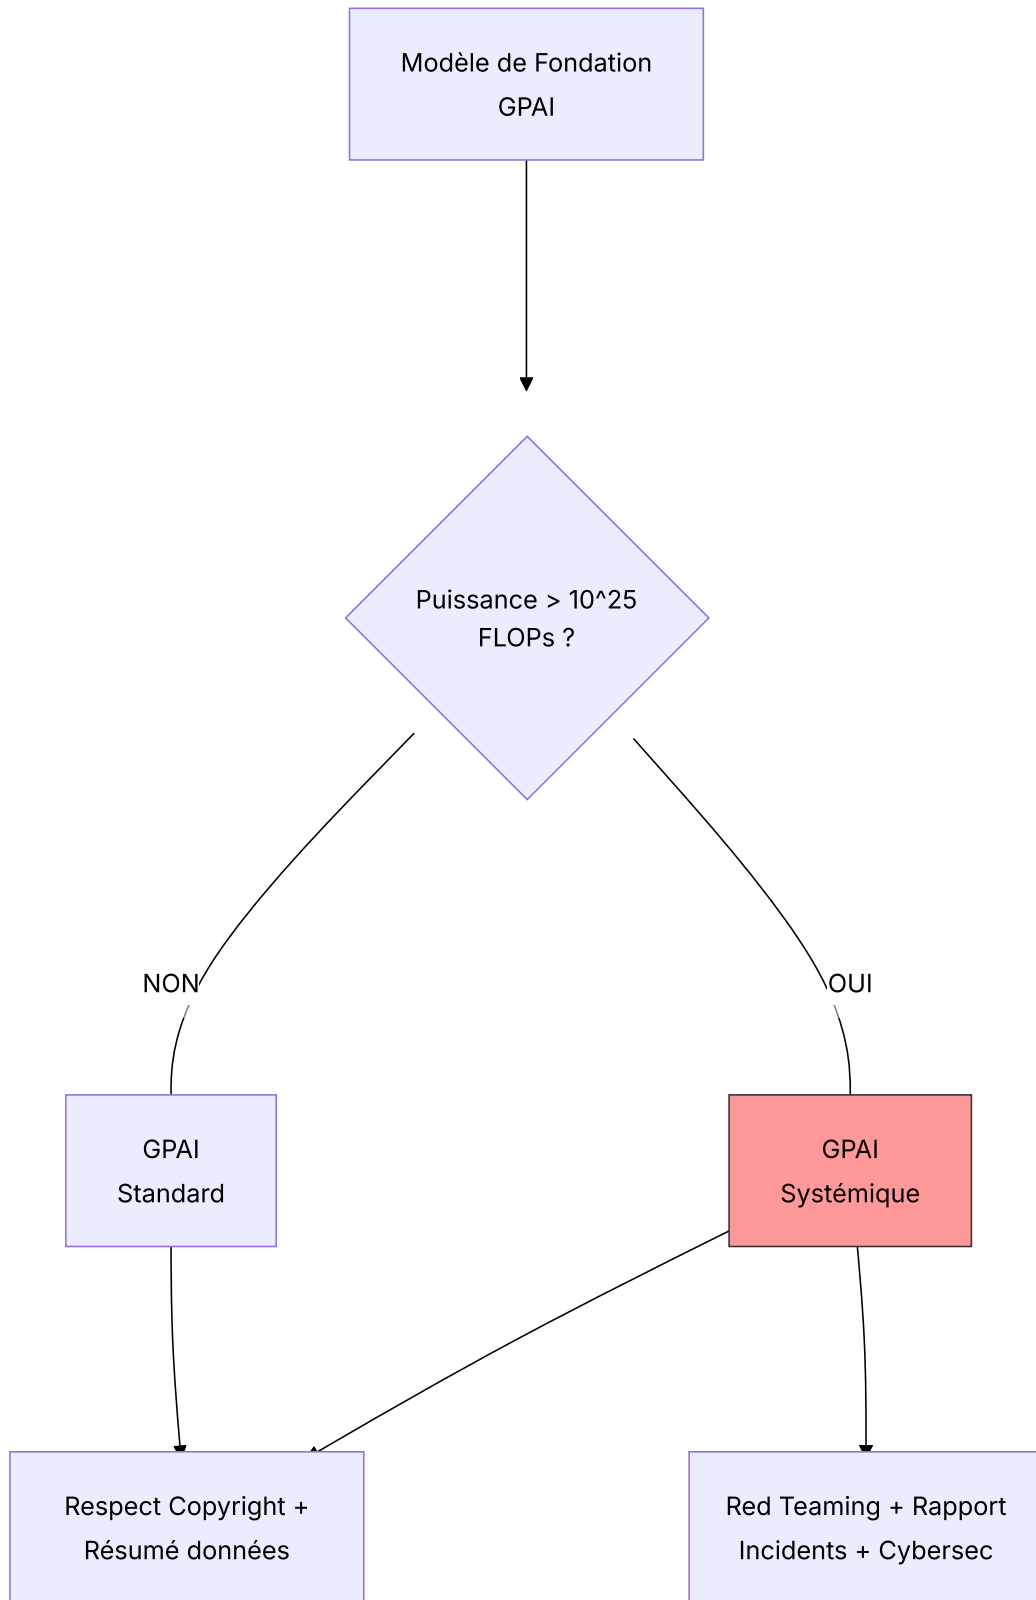 Modèle de Fondation
GPAI
Puissance > 10^25
FLOPs ?
NON
OUI
GPAI
Standard
GPAI
Systémique
Respect Copyright +
Résumé données
Red Teaming + Rapport
Incidents + Cybersec